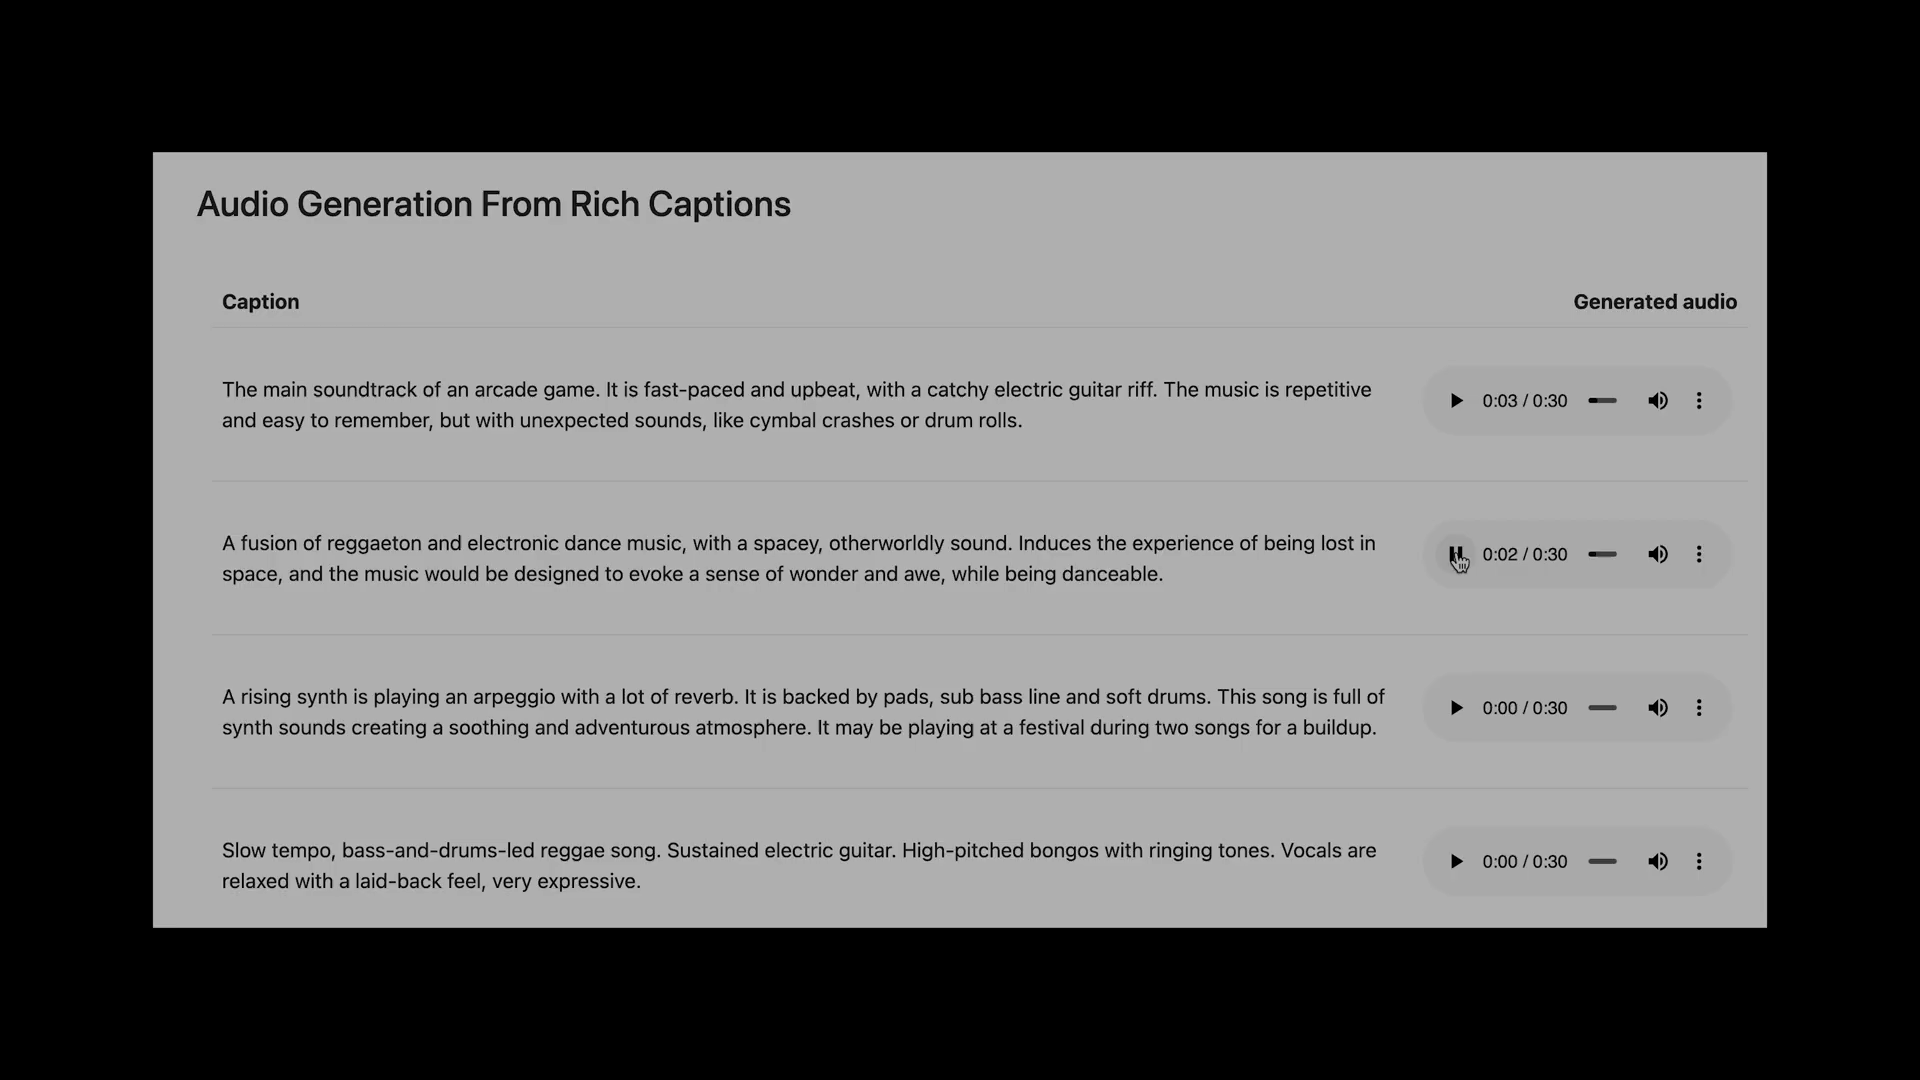 Audio Generation From Rich Captions
Caption
Generated audio
The main soundtrack of an arcade game. It is fast-paced and upbeat, with a catchy electric guitar riff. The music is repetitive
and easy to remember, but with unexpected sounds, like cymbal crashes or drum rolls.
0:03 / 0:30
A fusion of reggaeton and electronic dance music, with a spacey, otherworldly sound. Induces the experience of being lost in
space, and the music would be designed to evoke a sense of wonder and awe, while being danceable.
0:02 / 0:30
A rising synth is playing an arpeggio with a lot of reverb. It is backed by pads, sub bass line and soft drums. This song is full of
synth sounds creating a soothing and adventurous atmosphere. It may be playing at a festival during two songs for a buildup.
0:00 / 0:30
Slow tempo, bass-and-drums-led reggae song. Sustained electric guitar. High-pitched bongos with ringing tones. Vocals are
relaxed with a laid-back feel, very expressive.
0:00 / 0:30